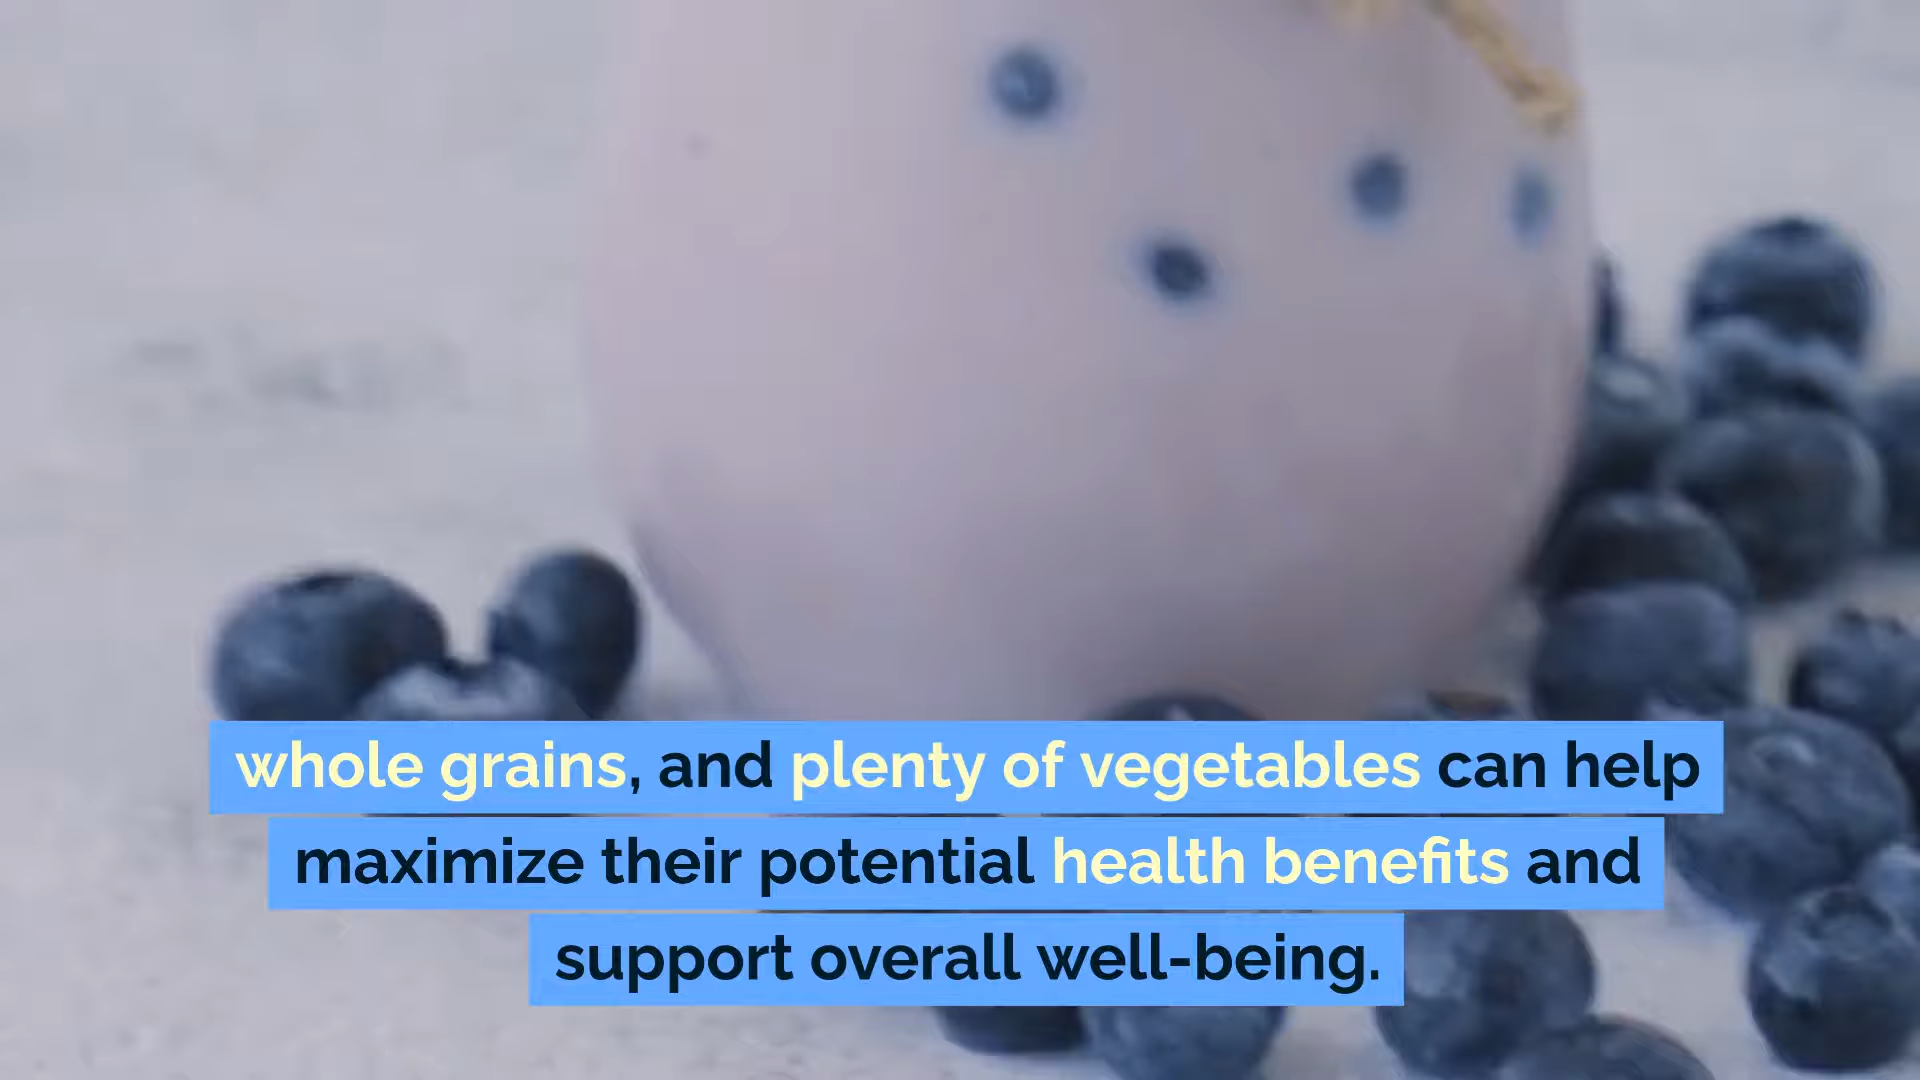 whole grains, and plenty of vegetables can help
maximize their potential health benefits and
support overall well-being.